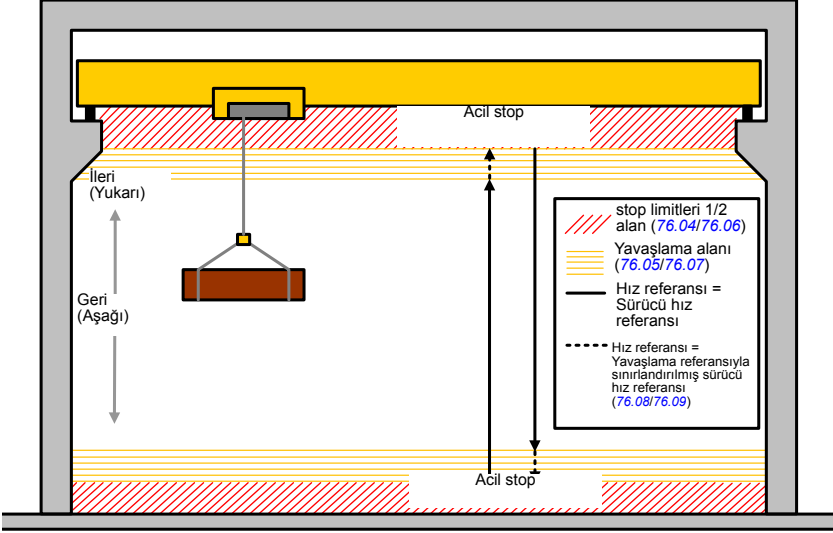 Acil stop
İleri
(Yukarı)
Geri
(Aşağı)
stop limitleri 1/2
alan (76.04/76.06)
Yavaşlama alanı
(76.05/76.07)
Hız referansı =
Sürücü hız
referansı
Hız referansı =
Yavaşlama referansıyla
sınırlandırılmış sürücü
hız referansı
(76.08/76.09)
Acil stop